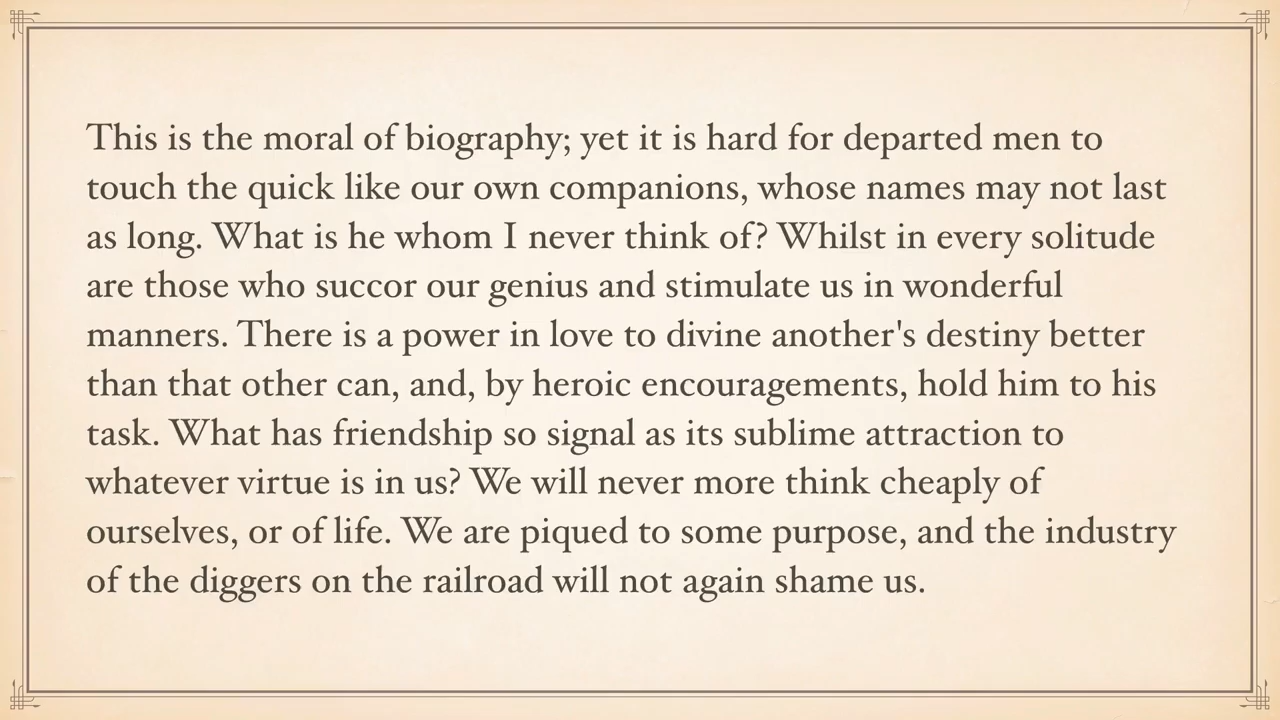 This is the moral of biography; yet it is hard for departed men to
touch the quick like our own companions, whose names may not last
as long. What is he whom I never think of? Whilst in every solitude
are those who succor our genius and stimulate us in wonderful
manners. There is a power in love to divine another's destiny better
than that other can, and, by heroic encouragements, hold him to his
task. What has friendship so signal as its sublime attraction to
whatever virtue is in us? We will never more think cheaply of
ourselves, or of life. We are piqued to some purpose, and the industry
of the diggers on the railroad will not again shame us.